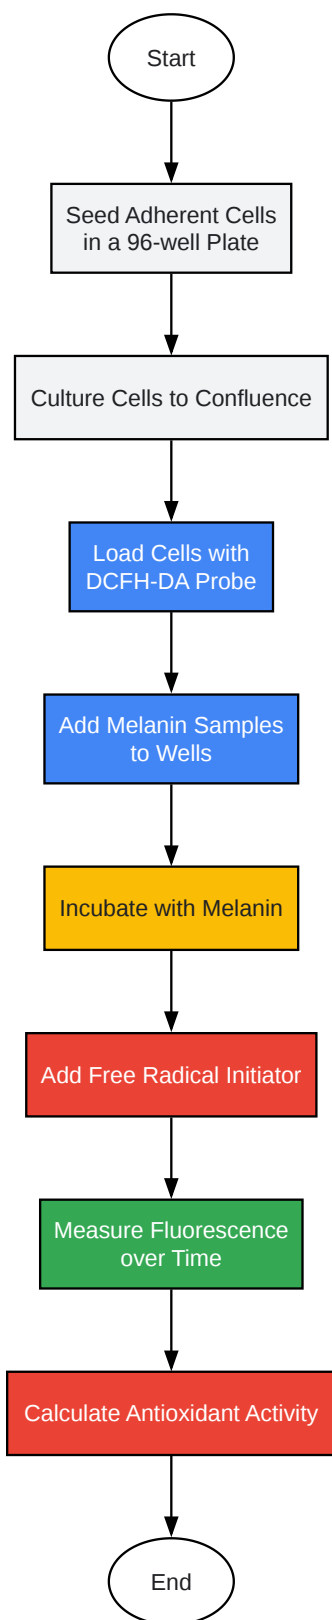 Start
Seed Adherent Cells
in a 96-well Plate
Culture Cells to Confluence
Load Cells with
DCFH-DA Probe
Add Melanin Samples
to Wells
Incubate with Melanin
Add Free Radical Initiator
Measure Fluorescence
over Time
Calculate Antioxidant Activity
End